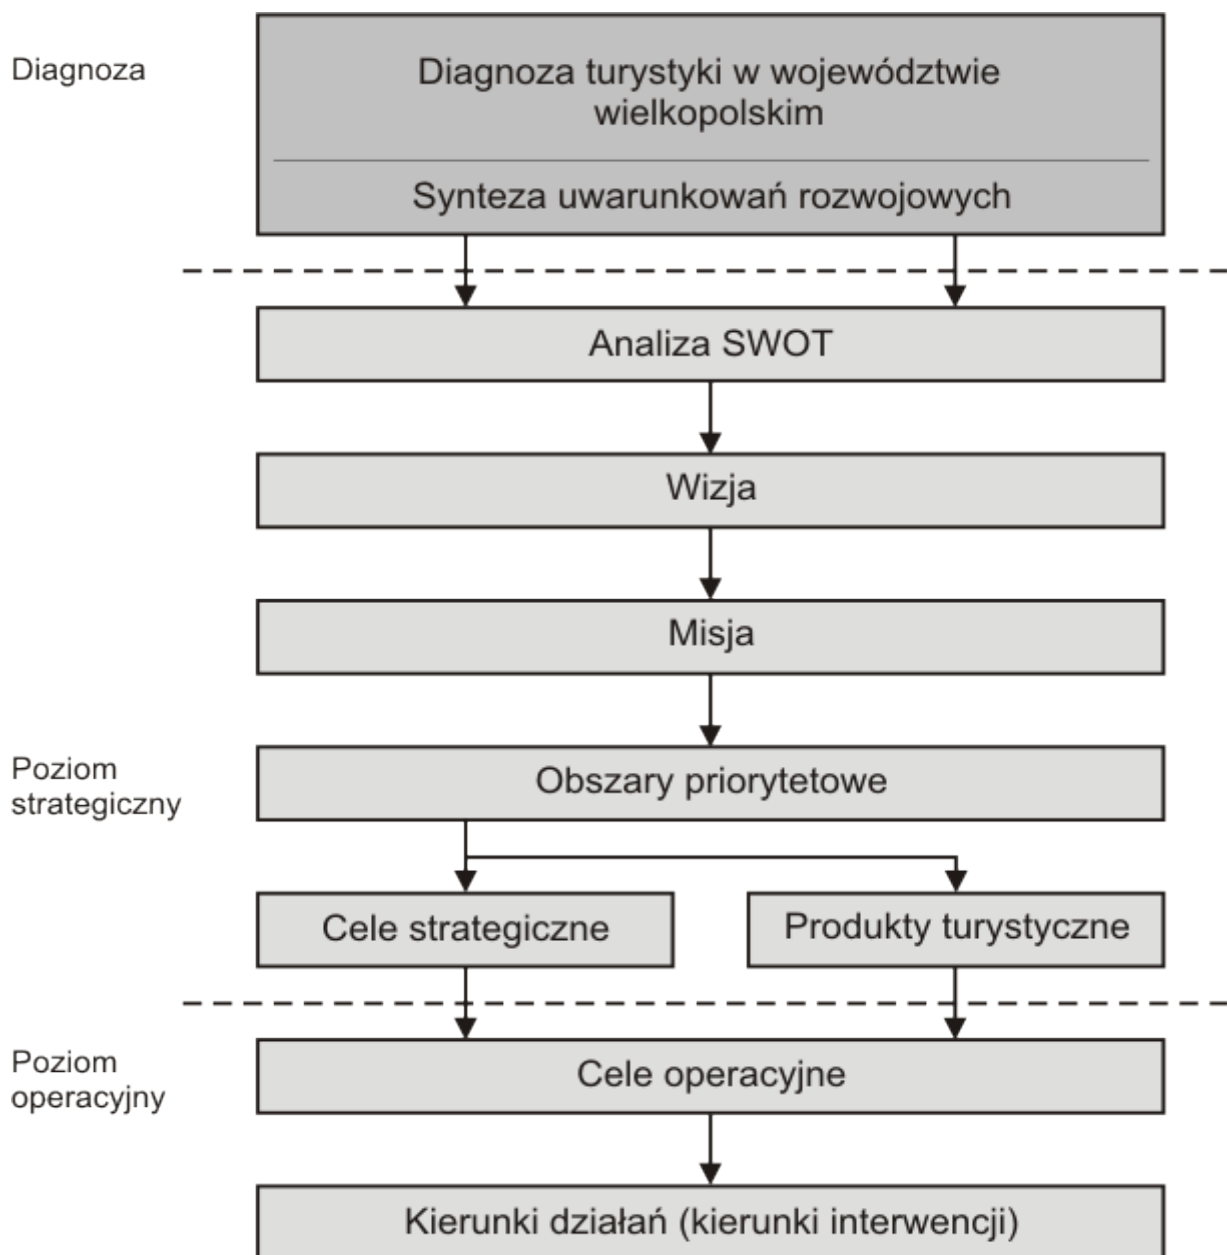 Diagnoza
Diagnoza turystyki w województwie
wielkopolskim
Synteza uwarunkowań rozwojowych
Analiza SWOT
Wizja
Misja
Poziom
strategiczny
Obszary priorytetowe
Cele strategiczne
Produkty turystyczne
Poziom
operacyjny
Cele operacyjne
Kierunki działań (kierunki interwencji)